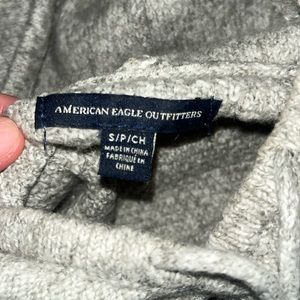 AMERICAN EAGLE OUTFITTERS
S/P/CH
MADE IN CHINA
FABRIQUÉ EN
CHINE